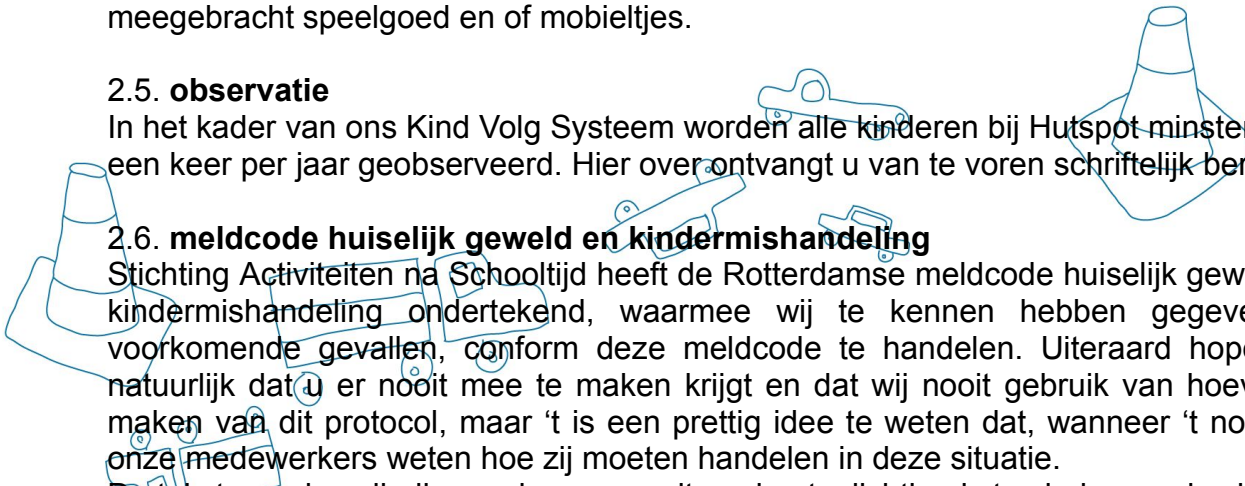 meegebracht speelgoed en of mobieltjes.
2.5. observatie
In het kader van ons Kind Volg Systeem worden alle kinderen bij Hutspot minster
een keer per jaar geobserveerd. Hier over ontvangt u van te voren schriftelijk ber
2.6. meldcode huiselijk geweld en kindermishandeling
Stichting Activiteiten na Schooltijd heeft de Rotterdamse meldcode huiselijk gew
kindermishandeling ondertekend, waarmee wij te kennen hebben gegeve
voorkomende gevallen, conform deze meldcode te handelen. Uiteraard hope
natuurlijk dat u er nooit mee te maken krijgt en dat wij nooit gebruik van hoev
maken van dit protocol, maar ‘t is een prettig idee te weten dat, wanneer ‘t no
onze medewerkers weten hoe zij moeten handelen in deze situatie.